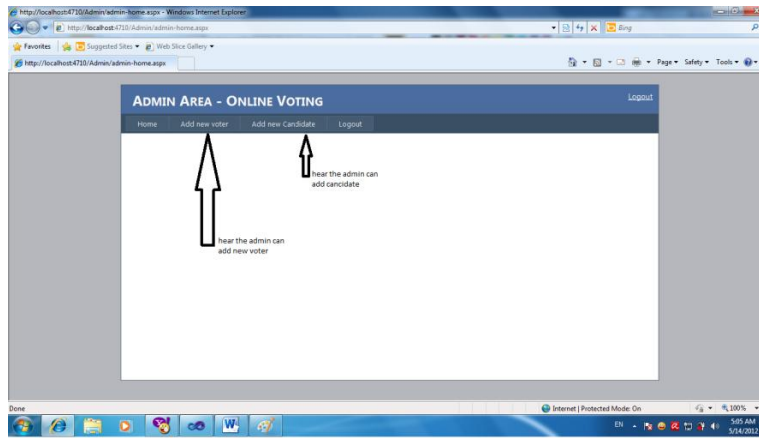 http://localhost:4710/Admin/admin-home.aspx - Windows Internet Explorer
http://localhost:4710/Admin/admin-home.aspx
Bing
Favorites Suggested Sites Web Slice Gallery
http://localhost:4710/Admin/admin-home.aspx
Page Safety Tools
ADMIN AREA - ONLINE VOTING
Logout
Home Add new voter Add new Candidate Logout
hear the admin can
add cancidate
hear the admin can
add new voter
Done
Internet | Protected Mode: On
100%
EN
5:05 AM
5/14/2012